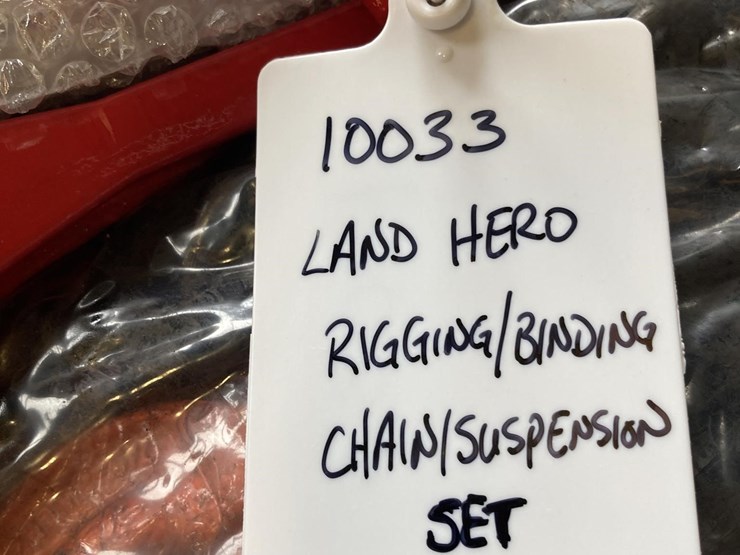 10033
LAND HERO
RIGGING/BINDING
CHAIN/SUSPENSION
SET